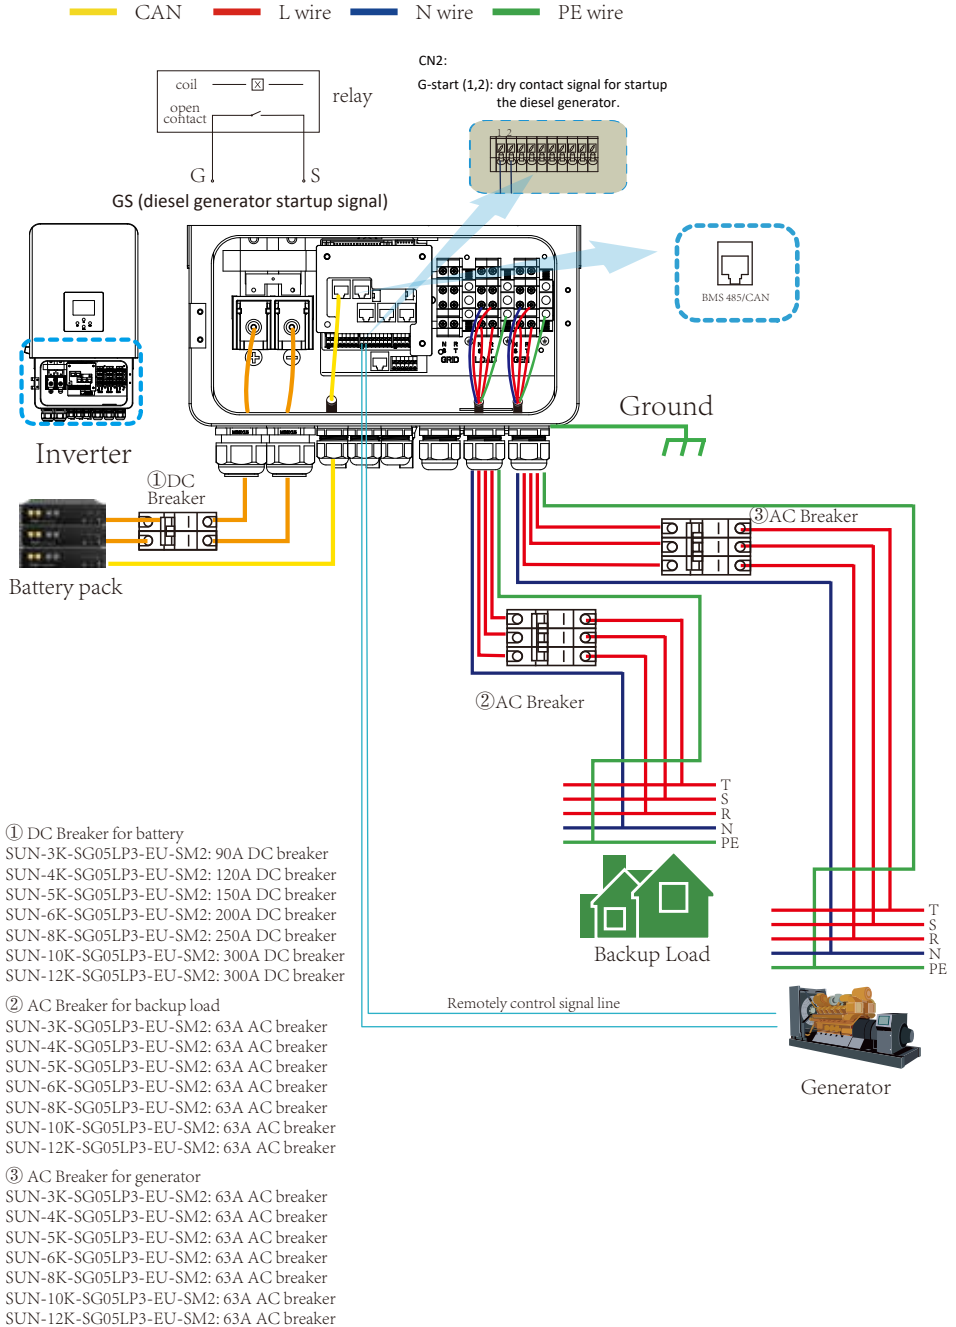 CAN L wire N wire PE wire
CN2:
G-start (1,2): dry contact signal for startup
the diesel generator.
coil
relay
open
contact
1 2
G S
GS (diesel generator startup signal)
BMS 485/CAN
N R
S T
GRID LOAD GEN
Ground
Inverter
①DC
Breaker
③AC Breaker
Battery pack
②AC Breaker
T
S
R
N
PE
Backup Load
T
S
R
N
PE
① DC Breaker for battery
SUN-3K-SG05LP3-EU-SM2: 90A DC breaker
SUN-4K-SG05LP3-EU-SM2: 120A DC breaker
SUN-5K-SG05LP3-EU-SM2: 150A DC breaker
SUN-6K-SG05LP3-EU-SM2: 200A DC breaker
SUN-8K-SG05LP3-EU-SM2: 250A DC breaker
SUN-10K-SG05LP3-EU-SM2: 300A DC breaker
SUN-12K-SG05LP3-EU-SM2: 300A DC breaker
Remotely control signal line
Generator
② AC Breaker for backup load
SUN-3K-SG05LP3-EU-SM2: 63A AC breaker
SUN-4K-SG05LP3-EU-SM2: 63A AC breaker
SUN-5K-SG05LP3-EU-SM2: 63A AC breaker
SUN-6K-SG05LP3-EU-SM2: 63A AC breaker
SUN-8K-SG05LP3-EU-SM2: 63A AC breaker
SUN-10K-SG05LP3-EU-SM2: 63A AC breaker
SUN-12K-SG05LP3-EU-SM2: 63A AC breaker
③ AC Breaker for generator
SUN-3K-SG05LP3-EU-SM2: 63A AC breaker
SUN-4K-SG05LP3-EU-SM2: 63A AC breaker
SUN-5K-SG05LP3-EU-SM2: 63A AC breaker
SUN-6K-SG05LP3-EU-SM2: 63A AC breaker
SUN-8K-SG05LP3-EU-SM2: 63A AC breaker
SUN-10K-SG05LP3-EU-SM2: 63A AC breaker
SUN-12K-SG05LP3-EU-SM2: 63A AC breaker